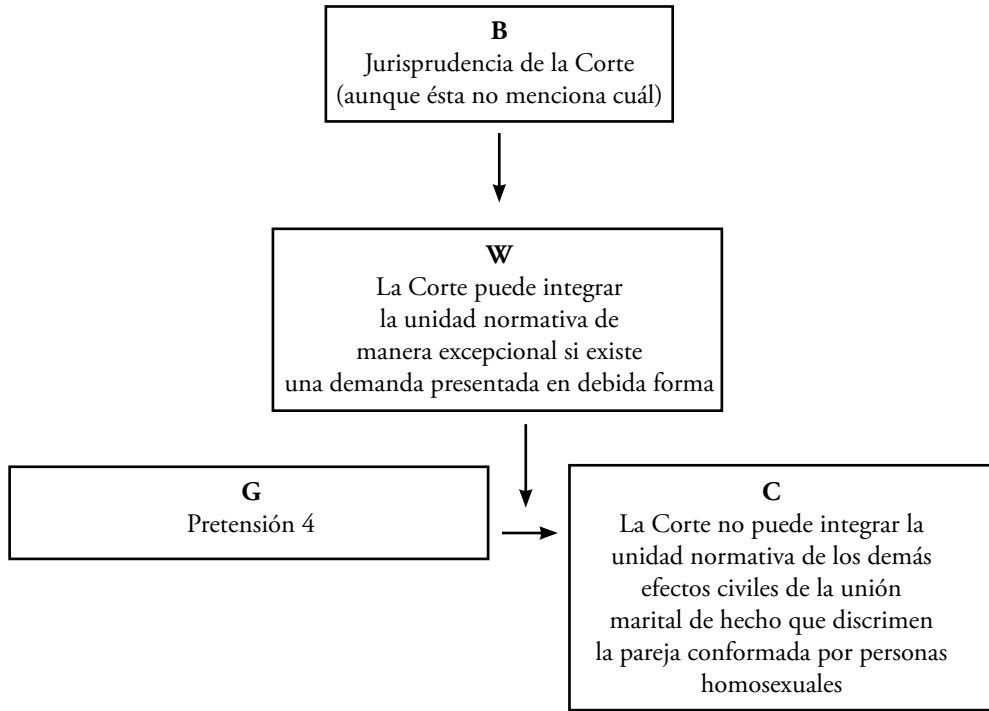 B
Jurisprudencia de la Corte
(aunque ésta no menciona cuál)
W
La Corte puede integrar
la unidad normativa de
manera excepcional si existe
una demanda presentada en debida forma
G
Pretensión 4
C
La Corte no puede integrar la
unidad normativa de los demás
efectos civiles de la unión
marital de hecho que discrimen
la pareja conformada por personas
homosexuales